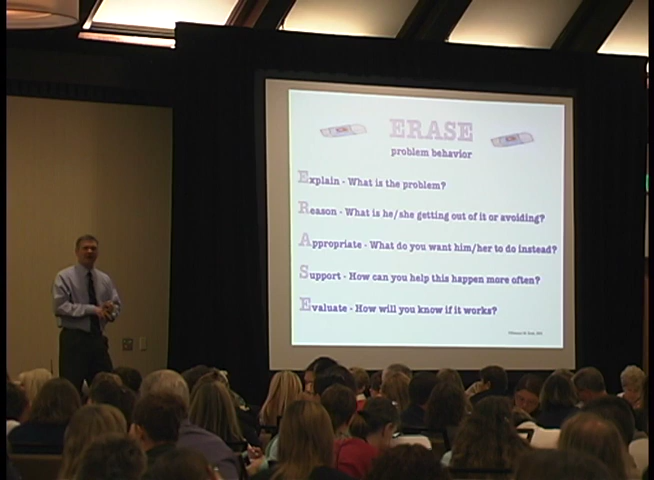 ERASE
problem behavior
Explain - What is the problem?
Reason - What is he/she getting out of it or avoiding?
Appropriate - What do you want him/her to do instead?
Support - How can you help this happen more often?
Evaluate - How will you know if it works?